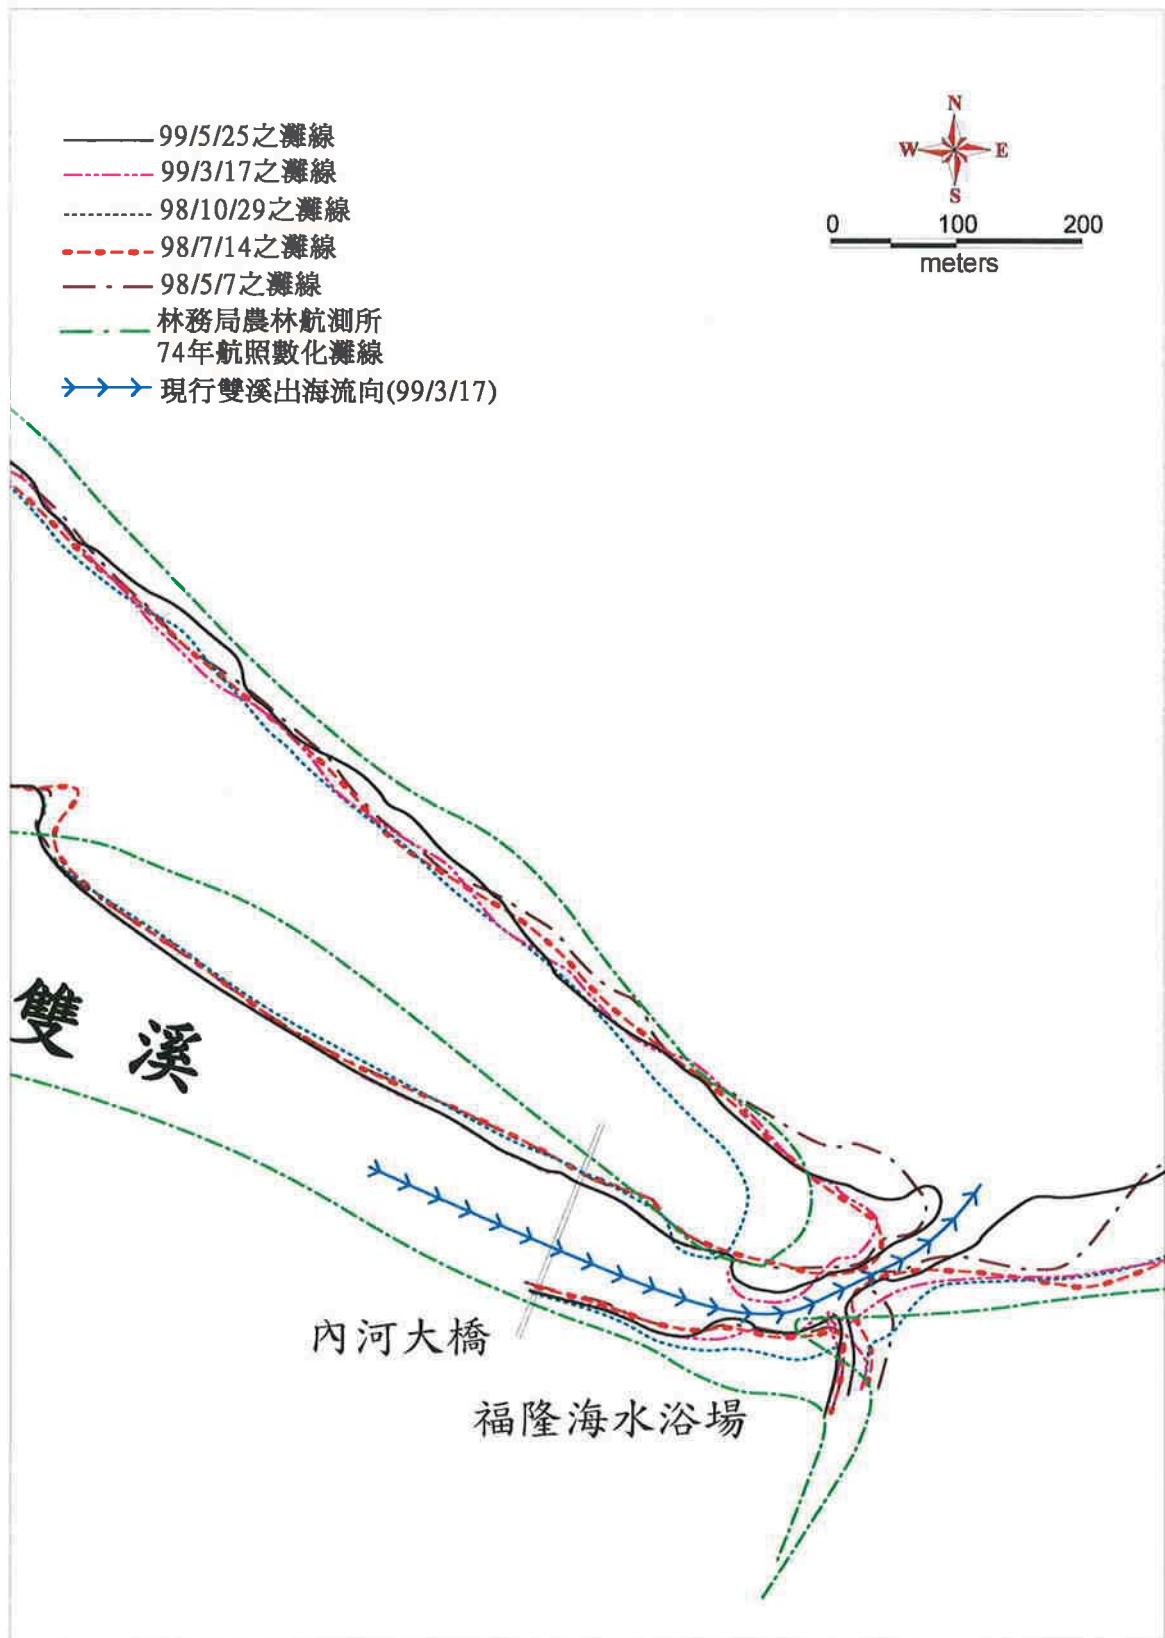 99/5/25之灘線
99/3/17之灘線
98/10/29之灘線
98/7/14之灘線
98/5/7之灘線
林務局農林航測所
74年航照數化灘線
現行雙溪出海流向(99/3/17)
N
W E
S
0 100 200
meters
雙溪
內河大橋
福隆海水浴場